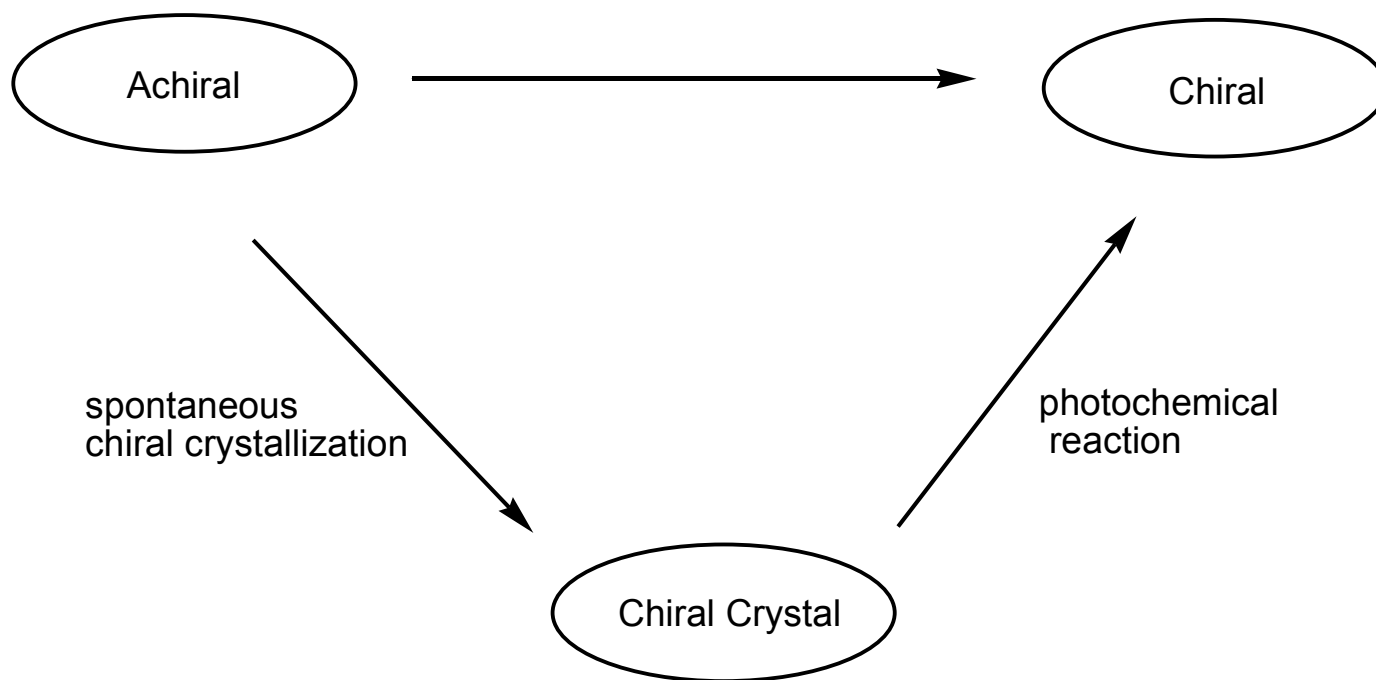 Achiral
Chiral
spontaneous
chiral crystallization
photochemical
reaction
Chiral Crystal